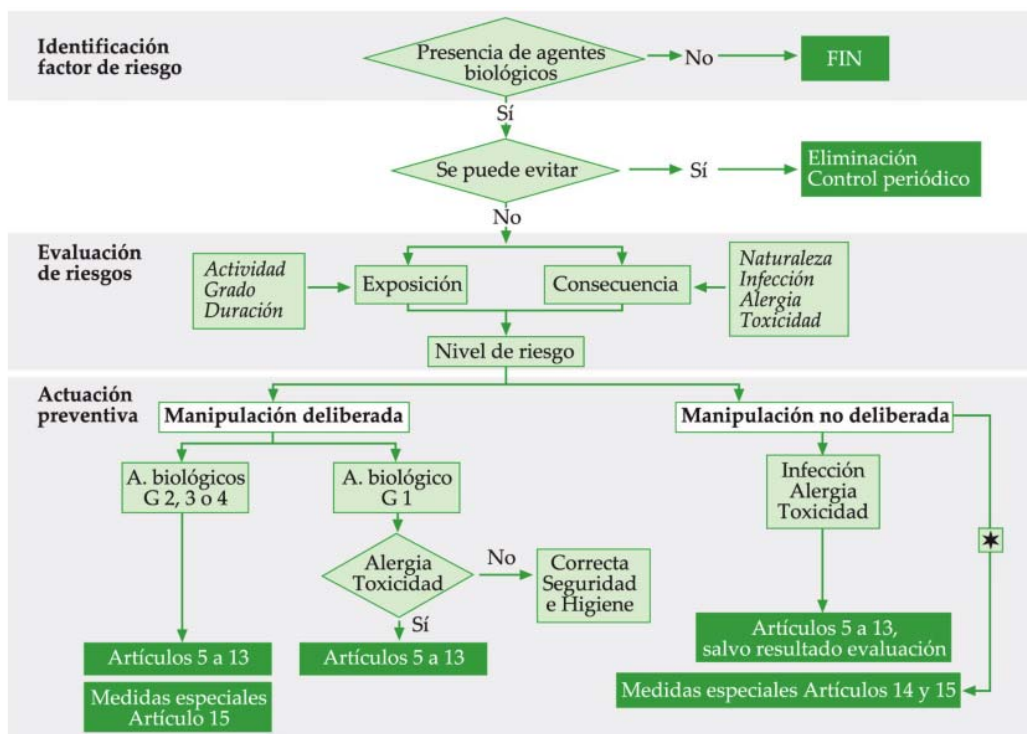 Identificación
factor de riesgo
Presencia de agentes
biológicos
No
FIN
Sí
Se puede evitar
Sí
Eliminación
Control periódico
No
Evaluación
de riesgos
Actividad
Grado
Duración
Exposición
Consecuencia
Naturaleza
Infección
Alergia
Toxicidad
Nivel de riesgo
Actuación
preventiva
Manipulación deliberada
Manipulación no deliberada
A. biológicos
G 2, 3 o 4
A. biológico
G 1
Infección
Alergia
Toxicidad
Alergia
Toxicidad
No
Correcta
Seguridad
e Higiene
Sí
Artículos 5 a 13
Medidas especiales
Artículo 15
Artículos 5 a 13
Artículos 5 a 13,
salvo resultado evaluación
Medidas especiales Artículos 14 y 15